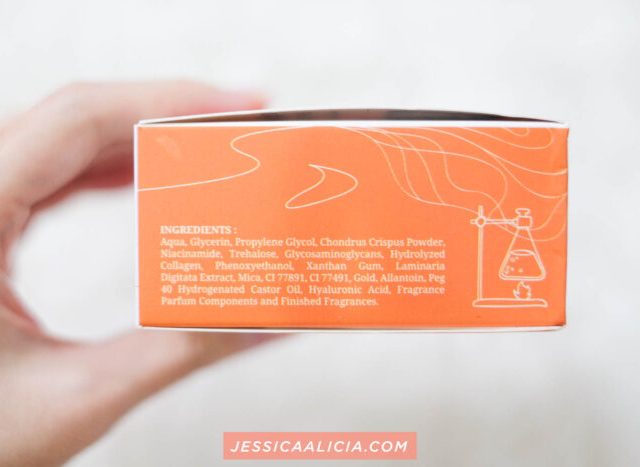 INGREDIENTS :
Aqua, Glycerin, Propylene Glycol, Chondrus Crispus Powder,
Niacinamide, Trehalose, Glycosaminoglycans, Hydrolyzed
Collagen, Phenoxyethanol, Xanthan Gum, Laminaria
Digitata Extract, Mica, CI 77891, CI 77491, Gold, Allantoin, Peg
40 Hydrogenated Castor Oil, Hyaluronic Acid, Fragrance
Parfum Components and Finished Fragrances.
JESSICAALICIA.COM